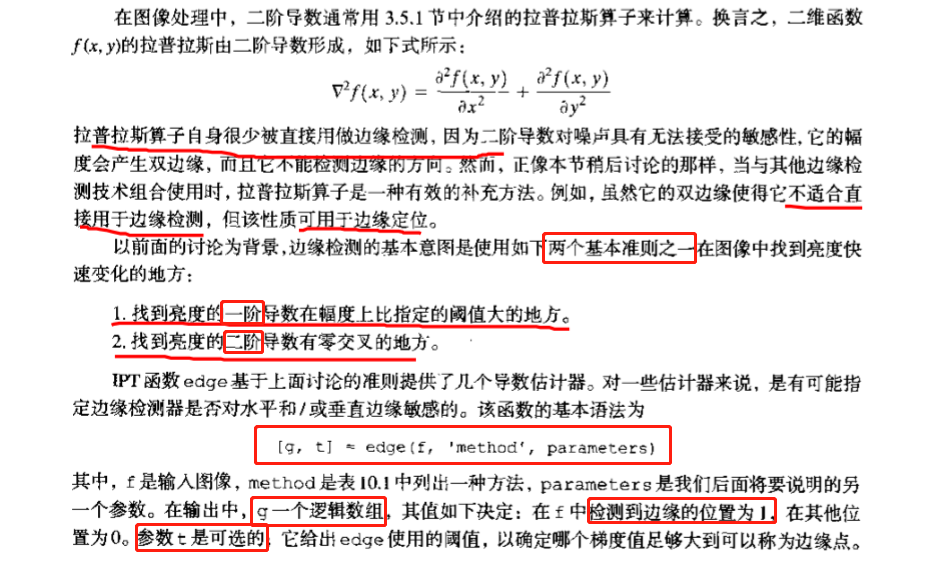 在图像处理中，二阶导数通常用 3.5.1 节中介绍的拉普拉斯算子来计算。换言之，二维函数
f(x, y)的拉普拉斯由二阶导数形成，如下式所示：
∇²f(x, y) = ∂²f(x, y)/∂x² + ∂²f(x, y)/∂y²
拉普拉斯算子自身很少被直接用做边缘检测，因为二阶导数对噪声具有无法接受的敏感性，它的幅
度会产生双边缘，而且它不能检测边缘的方向。然而，正像本节稍后讨论的那样，当与其他边缘检
测技术组合使用时，拉普拉斯算子是一种有效的补充方法。例如，虽然它的双边缘使得它不适合直
接用于边缘检测，但该性质可用于边缘定位。
以前面的讨论为背景，边缘检测的基本意图是使用如下两个基本准则之一在图像中找到亮度快
速变化的地方：
1. 找到亮度的一阶导数在幅度上比指定的阈值大的地方。
2. 找到亮度的二阶导数有零交叉的地方。
IPT 函数 edge 基于上面讨论的准则提供了几个导数估计器。对一些估计器来说，是有可能指
定边缘检测器是否对水平和/或垂直边缘敏感的。该函数的基本语法为
[g, t] = edge(f, 'method', parameters)
其中，f 是输入图像，method 是表 10.1 中列出一种方法，parameters 是我们后面将要说明的另
一个参数。在输出中，g一个逻辑数组，其值如下决定：在 f 中检测到边缘的位置为 1，在其他位
置为0。参数 t 是可选的，它给出 edge 使用的阈值，以确定哪个梯度值足够大到可以称为边缘点。